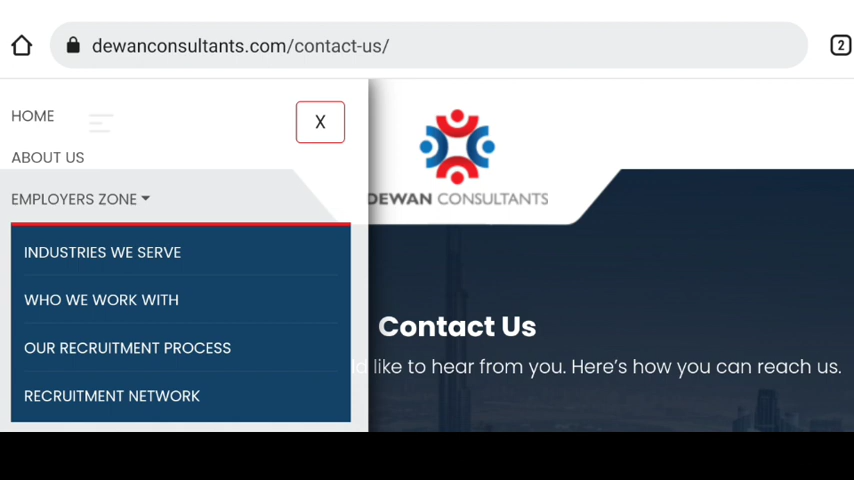 dewanconsultants.com/contact-us/
2
HOME
X
ABOUT US
EMPLOYERS ZONE
INDUSTRIES WE SERVE
WHO WE WORK WITH
OUR RECRUITMENT PROCESS
RECRUITMENT NETWORK
DEWAN CONSULTANTS
Contact Us
like to hear from you. Here's how you can reach us.